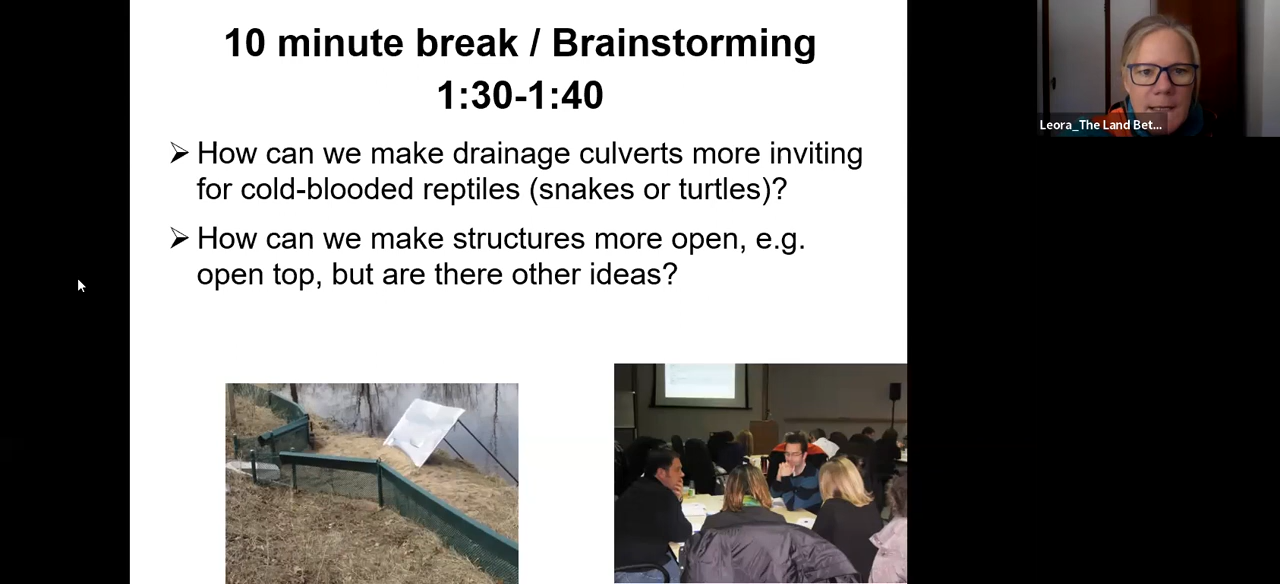 10 minute break / Brainstorming
1:30-1:40
➢ How can we make drainage culverts more inviting
for cold-blooded reptiles (snakes or turtles)?
➢ How can we make structures more open, e.g.
open top, but are there other ideas?
Leora_The Land Bet...